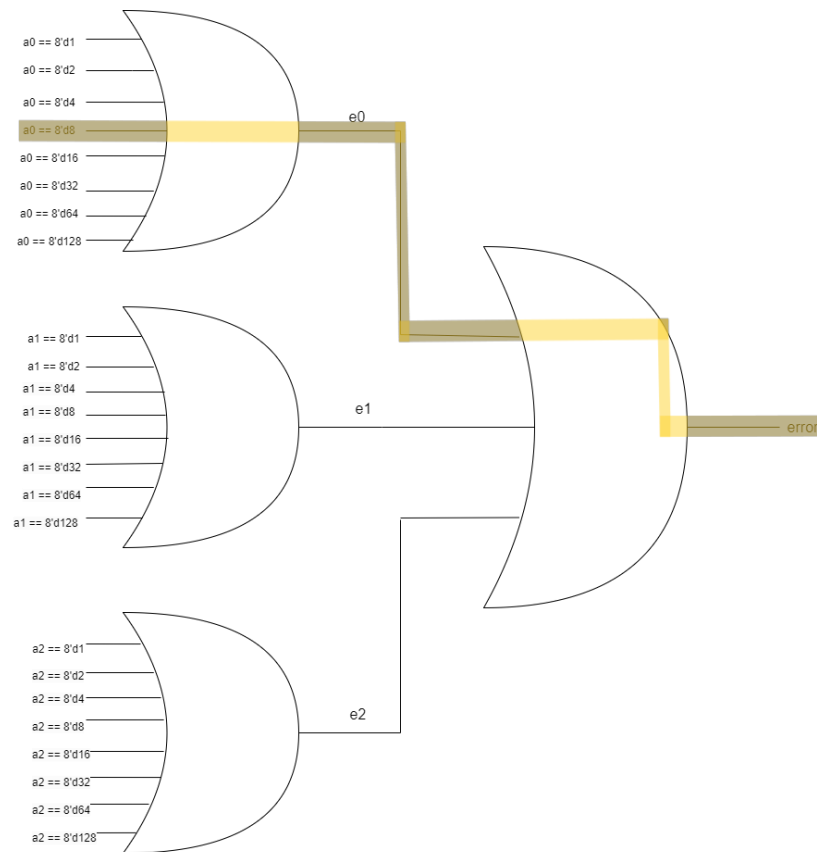 a0 == 8'd1
a0 == 8'd2
a0 == 8'd4
a0 == 8'd8
a0 == 8'd16
a0 == 8'd32
a0 == 8'd64
a0 == 8'd128
e0
a1 == 8'd1
a1 == 8'd2
a1 == 8'd4
a1 == 8'd8
a1 == 8'd16
a1 == 8'd32
a1 == 8'd64
a1 == 8'd128
e1
error
a2 == 8'd1
a2 == 8'd2
a2 == 8'd4
a2 == 8'd8
a2 == 8'd16
a2 == 8'd32
a2 == 8'd64
a2 == 8'd128
e2